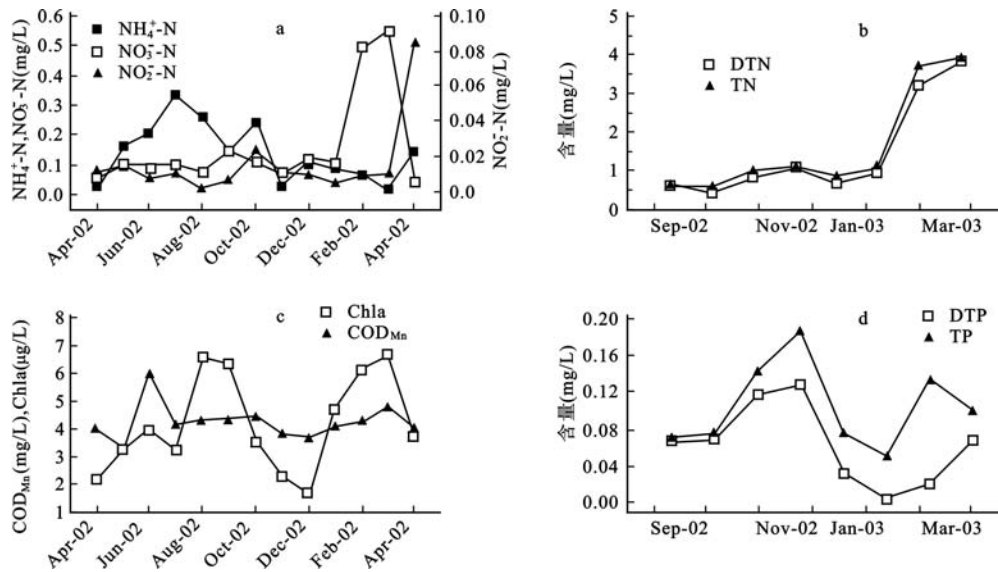 0.6
0.5
0.4
0.3
0.2
0.1
0.0
NH₄⁺-N,NO₃⁻-N(mg/L)
NH₄⁺-N
NO₃⁻-N
NO₂⁻-N
a
0.10
0.08
0.06
0.04
0.02
0.0
NO₂⁻-N(mg/L)
Apr-02
Jun-02
Aug-02
Oct-02
Dec-02
Feb-02
Apr-02
5
4
3
2
1
0
含量(mg/L)
b
DTN
TN
Sep-02
Nov-02
Jan-03
Mar-03
8
7
6
5
4
3
2
1
COD_Mn(mg/L),Chla(μg/L)
c
Chla
COD_Mn
Apr-02
Jun-02
Aug-02
Oct-02
Dec-02
Feb-02
Apr-02
0.20
0.16
0.12
0.08
0.04
0.00
含量(mg/L)
d
DTP
TP
Sep-02
Nov-02
Jan-03
Mar-03